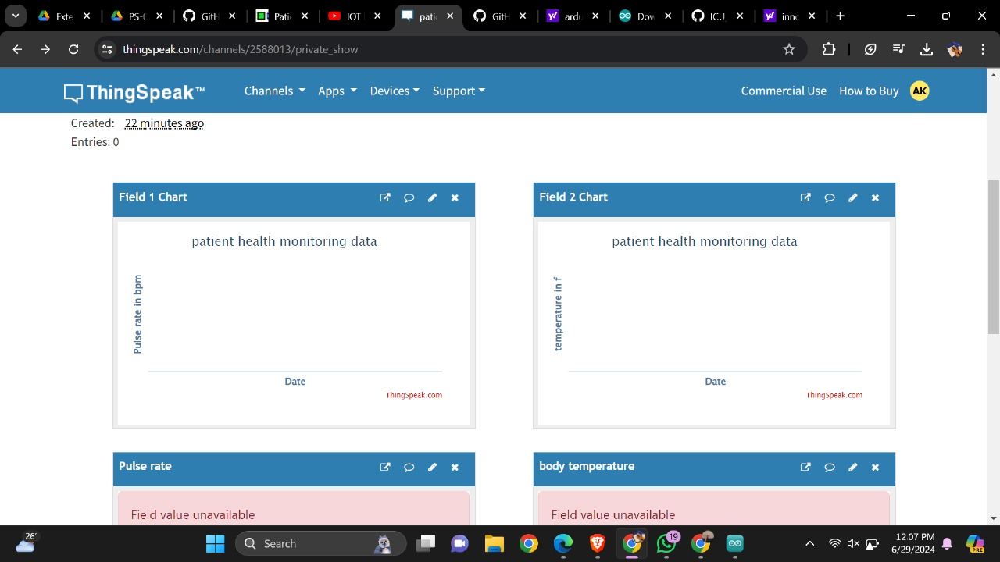 Exte
PS-(
GitH
Patie
IOT
pati
GitH
ardu
Dow
ICU
inno
thingspeak.com/channels/2588013/private_show
ThingSpeak™
Channels
Apps
Devices
Support
Commercial Use
How to Buy
AK
Created: 22 minutes ago
Entries: 0
Field 1 Chart
Field 2 Chart
patient health monitoring data
Pulse rate in bpm
Date
ThingSpeak.com
patient health monitoring data
temperature in f
Date
ThingSpeak.com
Pulse rate
body temperature
Field value unavailable
Field value unavailable
26°
Search
19
12:07 PM
6/29/2024
PRE